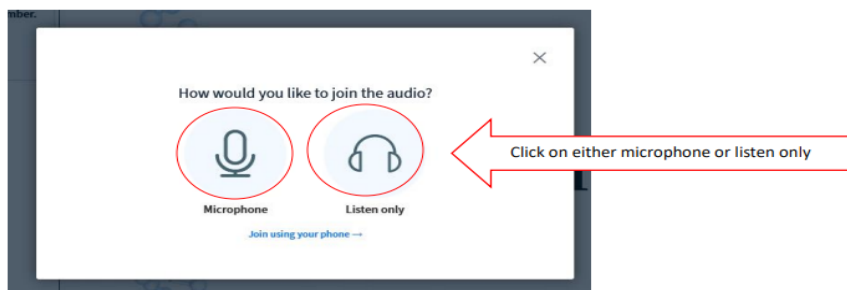 mber.
How would you like to join the audio?
Click on either microphone or listen only
Microphone Listen only
Join using your phone →